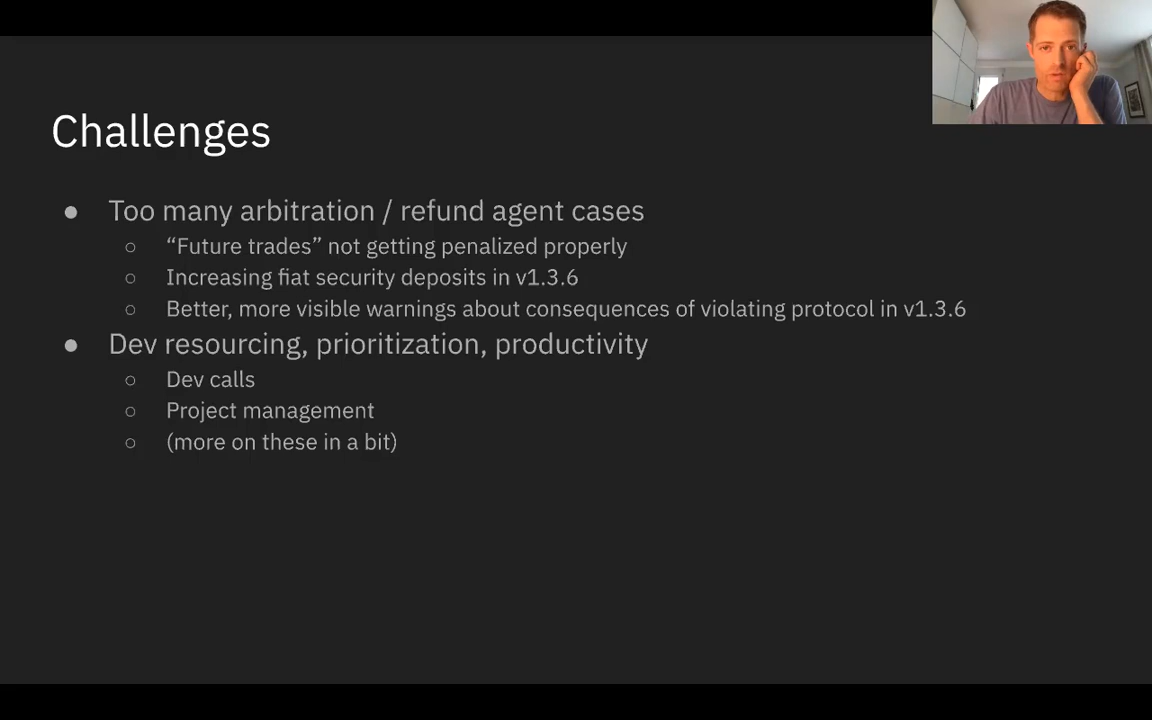 Challenges
● Too many arbitration / refund agent cases
○ “Future trades” not getting penalized properly
○ Increasing fiat security deposits in v1.3.6
○ Better, more visible warnings about consequences of violating protocol in v1.3.6
● Dev resourcing, prioritization, productivity
○ Dev calls
○ Project management
○ (more on these in a bit)